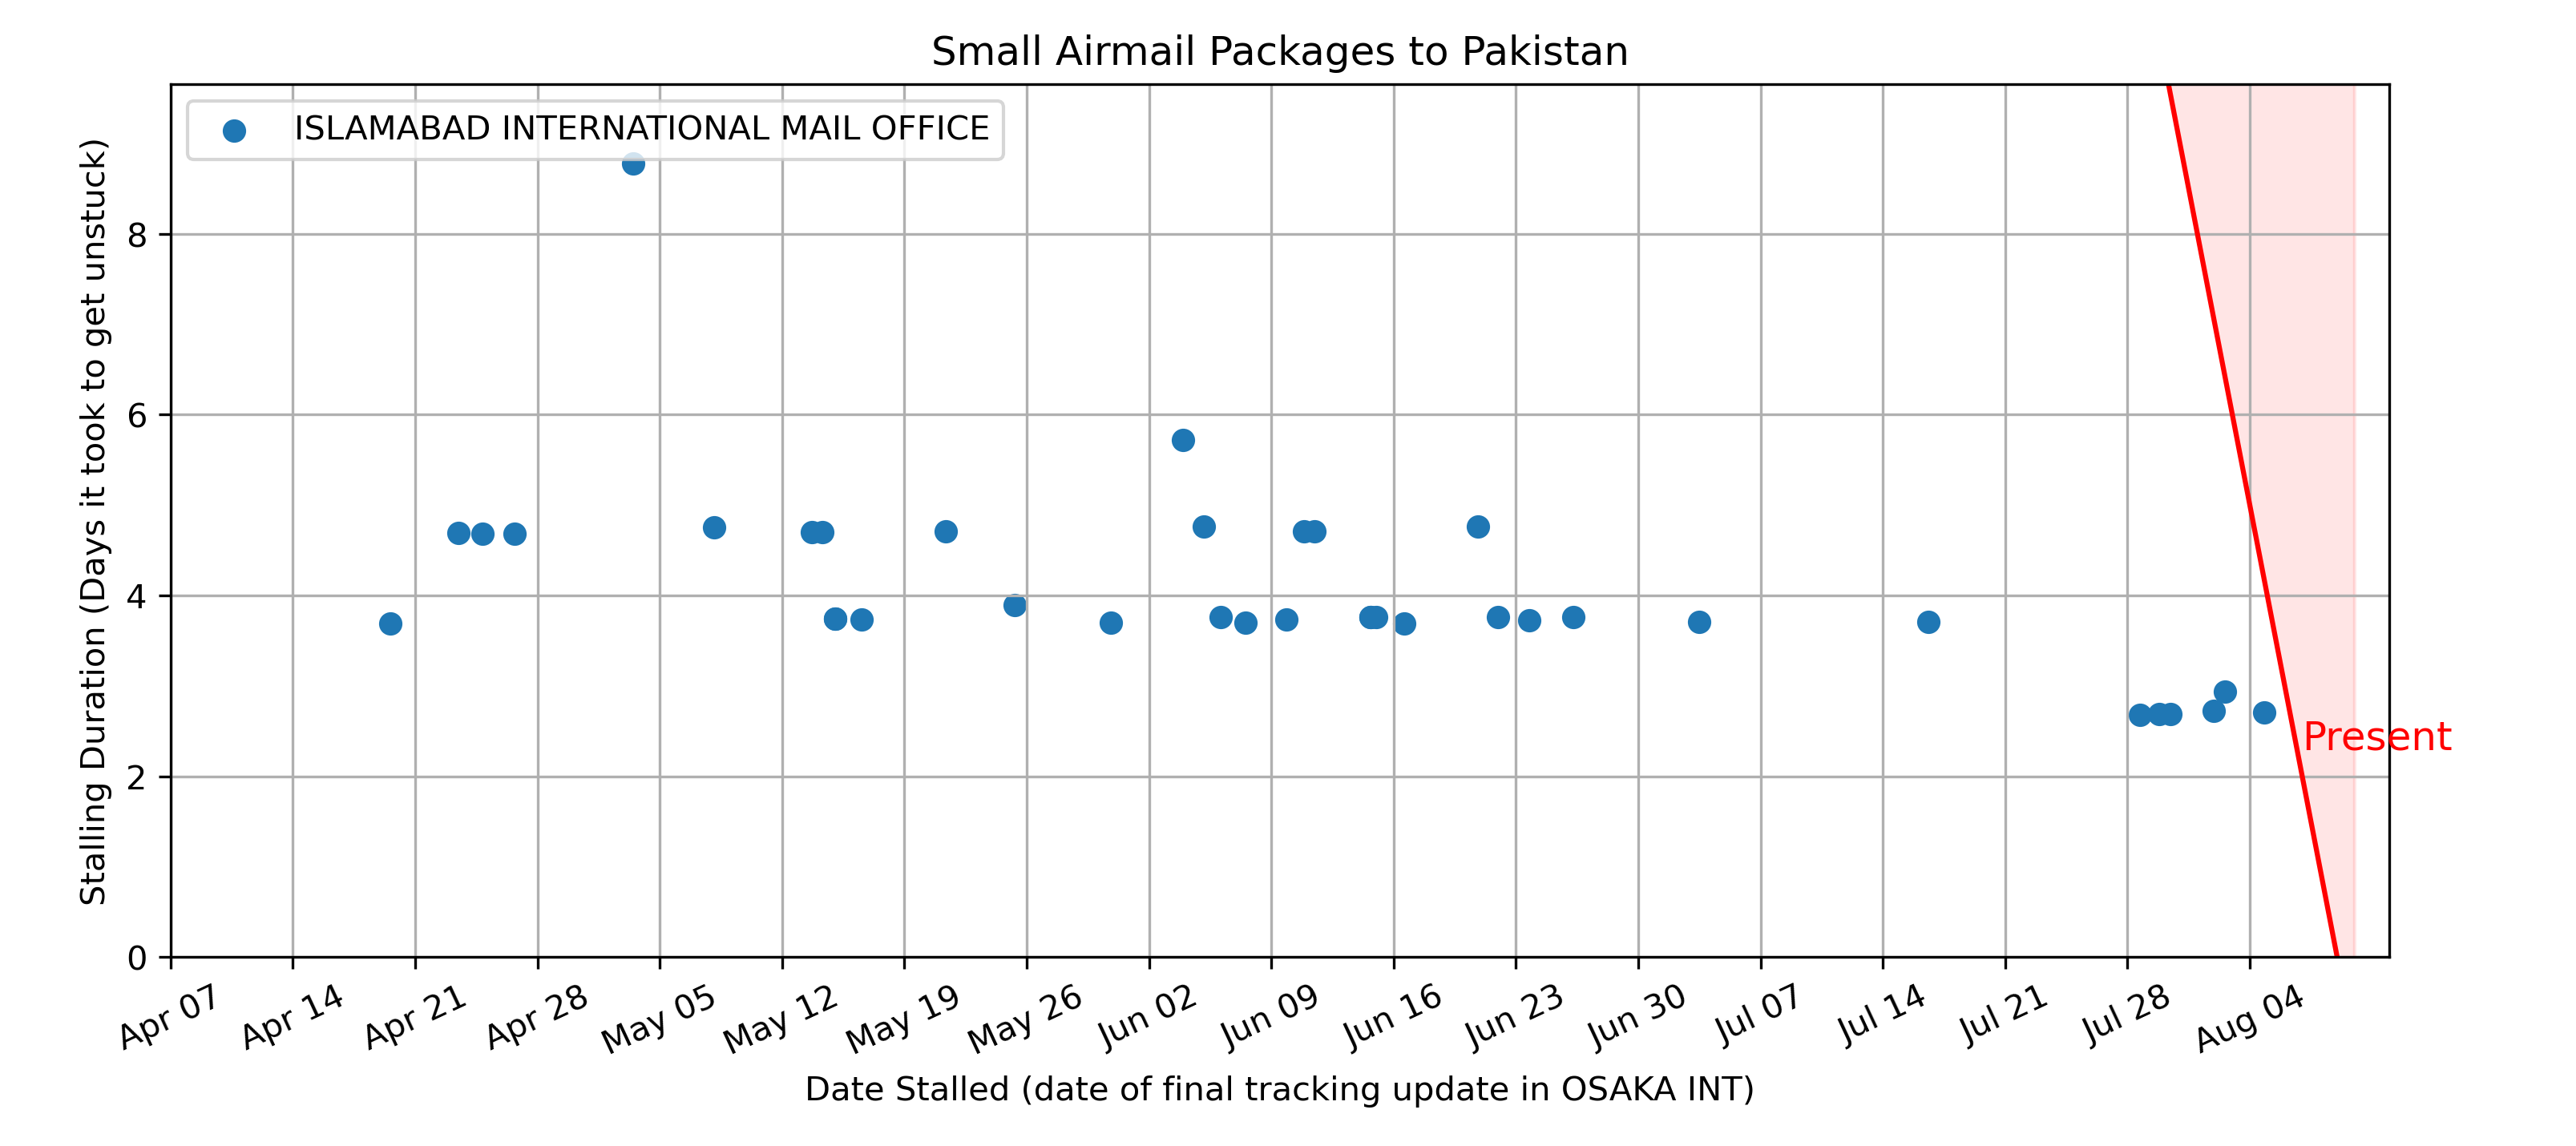 Small Airmail Packages to Pakistan
ISLAMABAD INTERNATIONAL MAIL OFFICE
Stalling Duration (Days it took to get unstuck)
8
6
4
2
0
Present
Apr 07
Apr 14
Apr 21
Apr 28
May 05
May 12
May 19
May 26
Jun 02
Jun 09
Jun 16
Jun 23
Jun 30
Jul 07
Jul 14
Jul 21
Jul 28
Aug 04
Date Stalled (date of final tracking update in OSAKA INT)